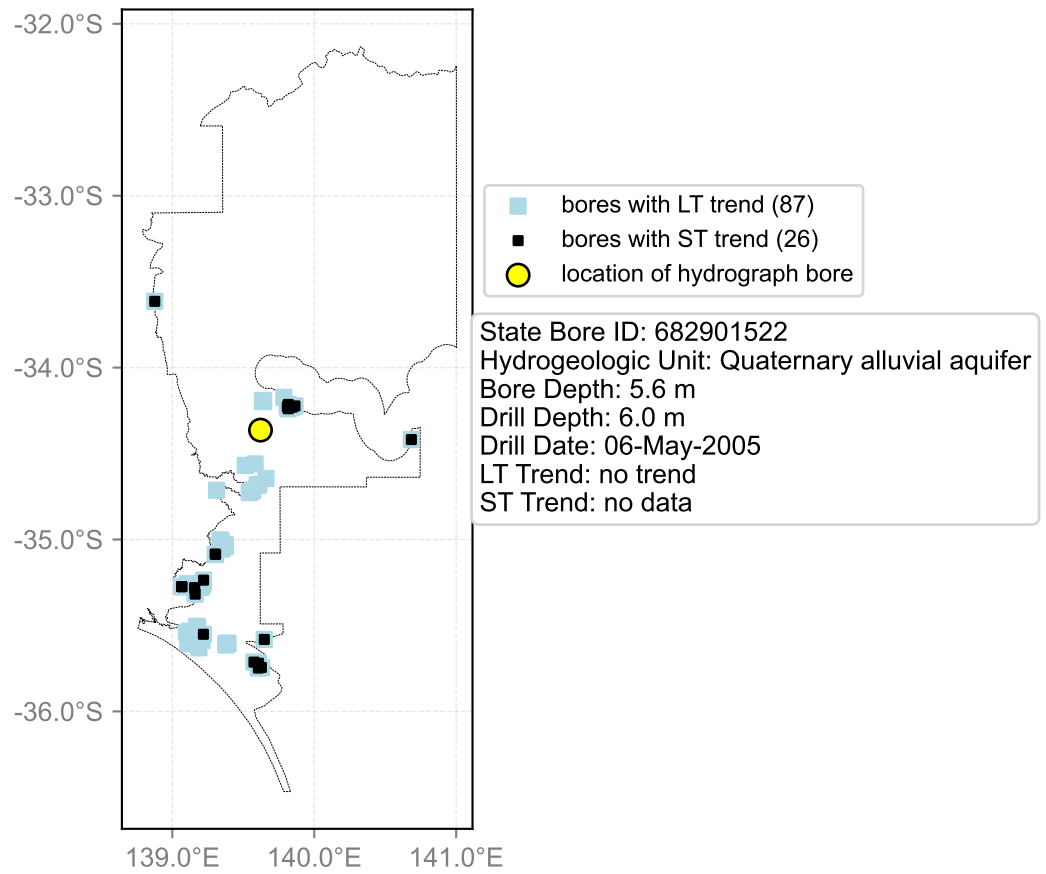 -32.0°S
-33.0°S
-34.0°S
-35.0°S
-36.0°S
139.0°E 140.0°E 141.0°E
bores with LT trend (87)
bores with ST trend (26)
location of hydrograph bore
State Bore ID: 682901522
Hydrogeologic Unit: Quaternary alluvial aquifer
Bore Depth: 5.6 m
Drill Depth: 6.0 m
Drill Date: 06-May-2005
LT Trend: no trend
ST Trend: no data